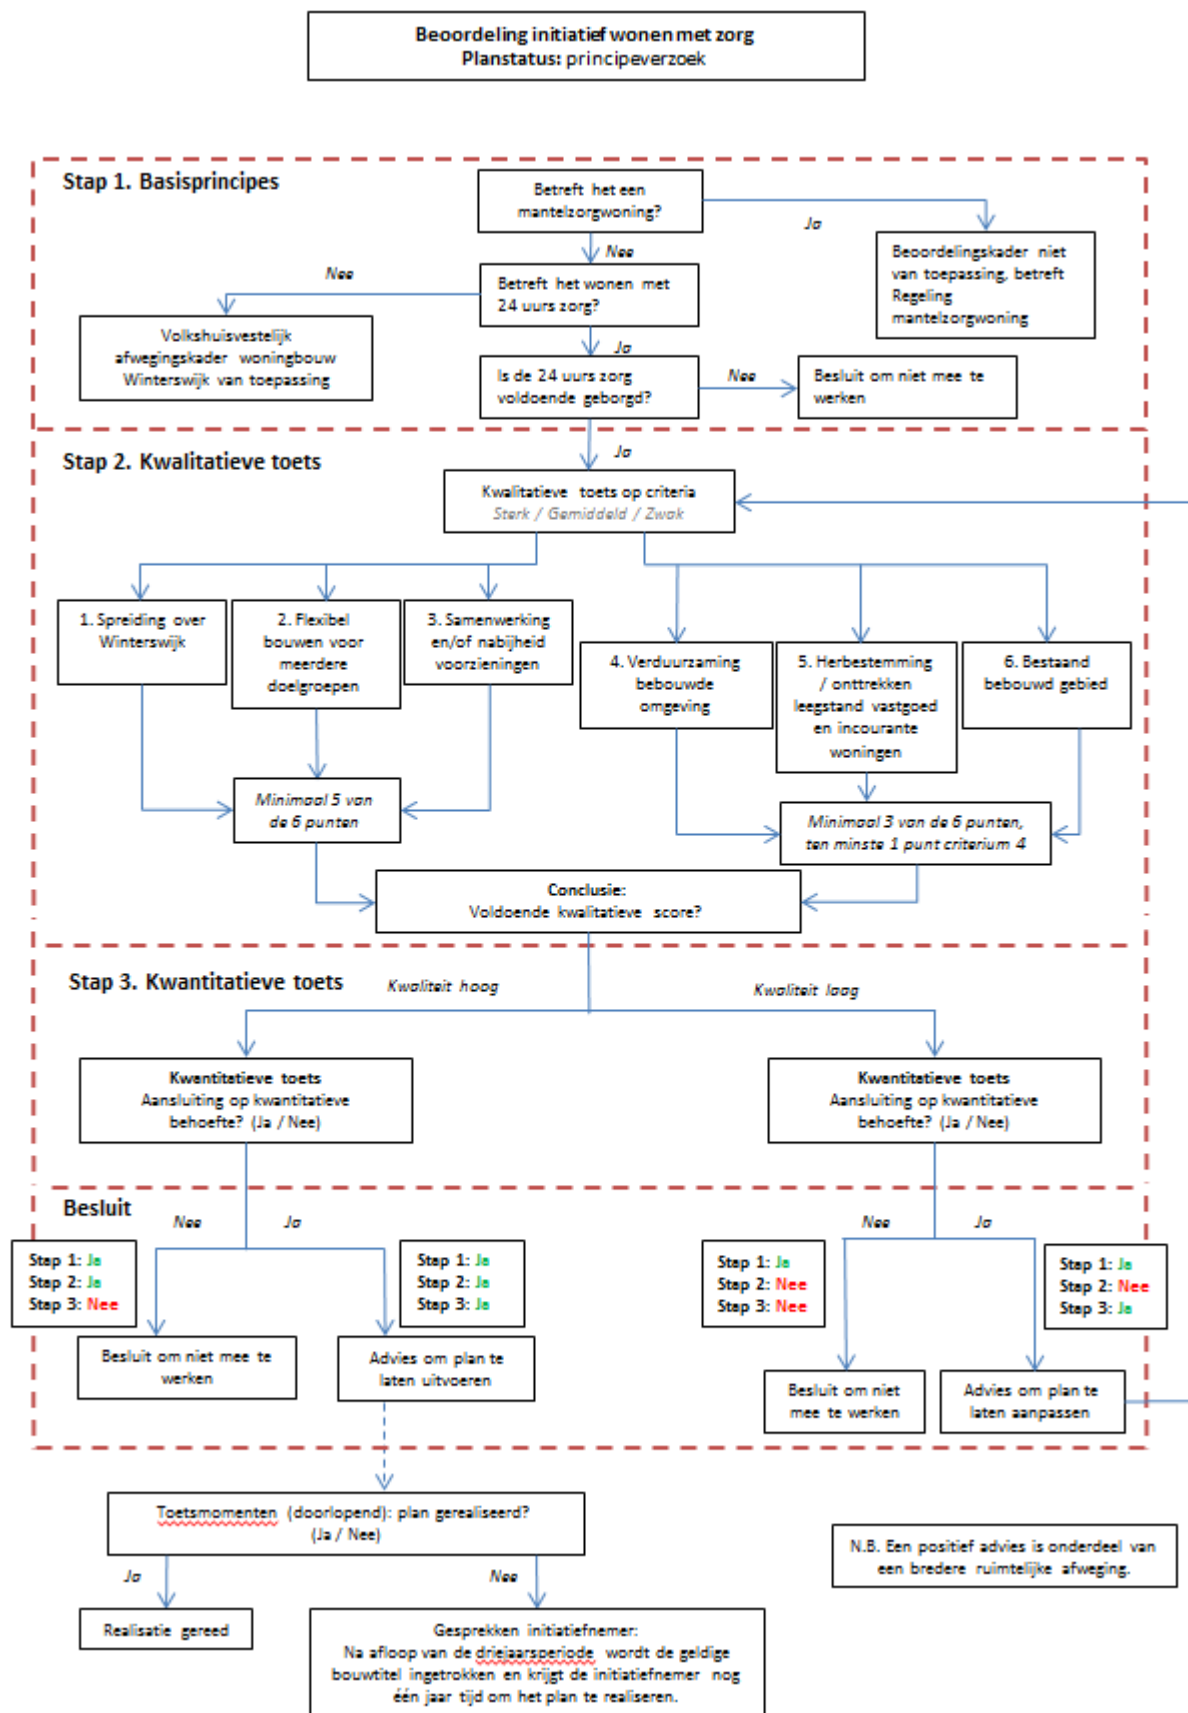 Beoordeling initiatief wonen met zorg
Planstatus: principeverzoek
Stap 1. Basisprincipes
Betreft het een
mantelzorgwoning?
Ja
Nee
Beoordelingskader niet
van toepassing, betreft
Regeling
mantelzorgwoning
Nee
Betreft het wonen met
24 uurs zorg?
Volkshuisvestelijk
afwegingskader woningbouw
Winterswijk van toepassing
Ja
Is de 24 uurs zorg
voldoende geborgd?
Nee
Besluit om niet mee te
werken
Ja
Stap 2. Kwalitatieve toets
Kwalitatieve toets op criteria
Sterk / Gemiddeld / Zwak
1. Spreiding over
Winterswijk
2. Flexibel
bouwen voor
meerdere
doelgroepen
3. Samenwerking
en/of nabijheid
voorzieningen
4. Verduurzaming
bebouwde
omgeving
5. Herbestemming
/ onttrekken
leegstand vastgoed
en incourante
woningen
6. Bestaand
bebouwd gebied
Minimaal 5 van
de 6 punten
Minimaal 3 van de 6 punten,
ten minste 1 punt criterium 4
Conclusie:
Voldoende kwalitatieve score?
Stap 3. Kwantitatieve toets
Kwaliteit hoog
Kwaliteit laag
Kwantitatieve toets
Aansluiting op kwantitatieve
behoefte? (Ja / Nee)
Kwantitatieve toets
Aansluiting op kwantitatieve
behoefte? (Ja / Nee)
Besluit
Nee
Ja
Nee
Ja
Stap 1: Ja
Stap 2: Ja
Stap 3: Nee
Stap 1: Ja
Stap 2: Ja
Stap 3: Ja
Stap 1: Ja
Stap 2: Nee
Stap 3: Nee
Stap 1: Ja
Stap 2: Nee
Stap 3: Ja
Besluit om niet mee te
werken
Advies om plan te
laten uitvoeren
Besluit om niet
mee te werken
Advies om plan te
laten aanpassen
Toetsmomenten (doorlopend): plan gerealiseerd?
(Ja / Nee)
N.B. Een positief advies is onderdeel van
een bredere ruimtelijke afweging.
Ja
Nee
Realisatie gereed
Gesprekken initiatiefnemer:
Na afloop van de driejaarsperiode wordt de geldige
bouwtitel ingetrokken en krijgt de initiatiefnemer nog
één jaar tijd om het plan te realiseren.